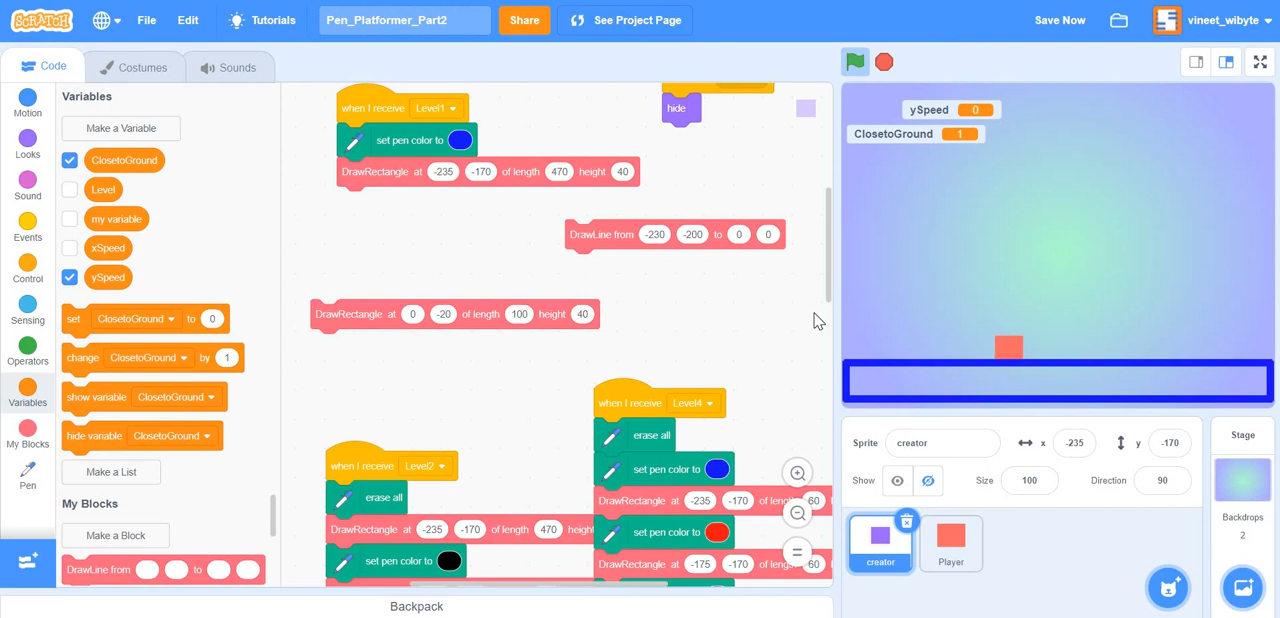 SCRATCH File Edit Tutorials Pen_Platformer_Part2 Share See Project Page Save Now vineet_wibyte
Code Costumes Sounds
Motion
Looks
Sound
Events
Control
Sensing
Operators
Variables
My Blocks
Pen
Variables
Make a Variable
ClosetoGround
Level
my variable
xSpeed
ySpeed
set ClosetoGround to 0
change ClosetoGround by 1
show variable ClosetoGround
hide variable ClosetoGround
Make a List
My Blocks
Make a Block
DrawLine from to
when I receive Level1
set pen color to
DrawRectangle at -235 -170 of length 470 height 40
hide
DrawLine from -230 -200 to 0 0
DrawRectangle at 0 -20 of length 100 height 40
when I receive Level2
erase all
DrawRectangle at -235 -170 of length 470 height
set pen color to
when I receive Level4
erase all
set pen color to
DrawRectangle at -235 -170 of length 60
set pen color to
DrawRectangle at -175 -170 of length 60
Backpack
ySpeed 0
ClosetoGround 1
Sprite creator x -235 y -170
Show Size 100 Direction 90
creator
Player
Stage
Backdrops
2